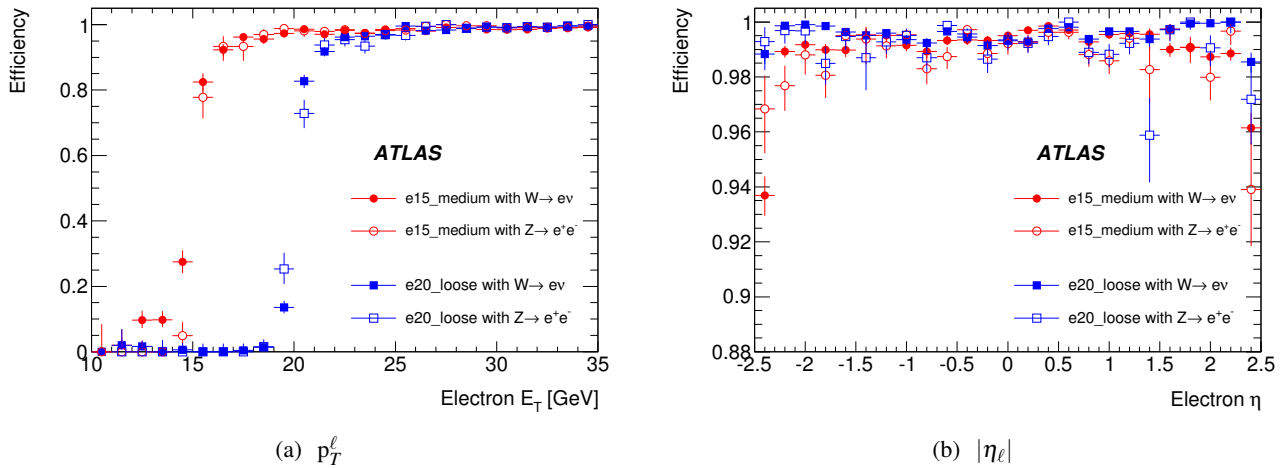 Efficiency
1
0.8
0.6
0.4
0.2
0
10
15
20
25
30
35
Electron E_T [GeV]
ATLAS
e15_medium with W→ eν
e15_medium with Z→ e⁺e⁻
e20_loose with W→ eν
e20_loose with Z→ e⁺e⁻
(a) p_T^ℓ
Efficiency
1
0.98
0.96
0.94
0.92
0.9
0.88
-2.5
-2
-1.5
-1
-0.5
0
0.5
1
1.5
2
2.5
Electron η
ATLAS
e15_medium with W→ eν
e15_medium with Z→ e⁺e⁻
e20_loose with W→ eν
e20_loose with Z→ e⁺e⁻
(b) |η_ℓ|